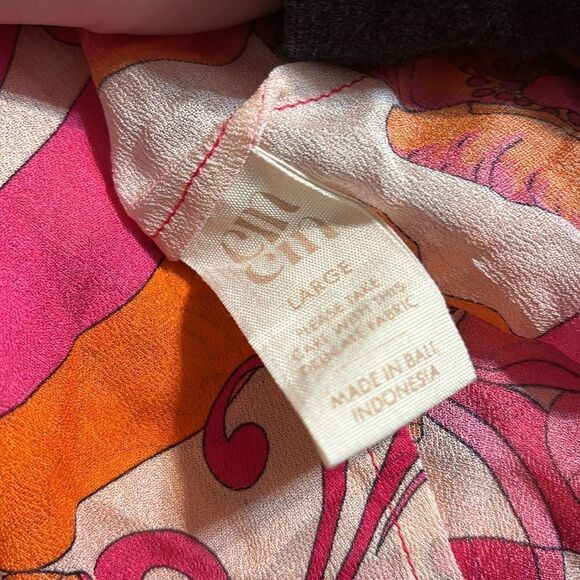 LARGE
PLEASE TAKE
CARE WITH THIS
DELICATE FABRIC
MADE IN BALI,
INDONESIA